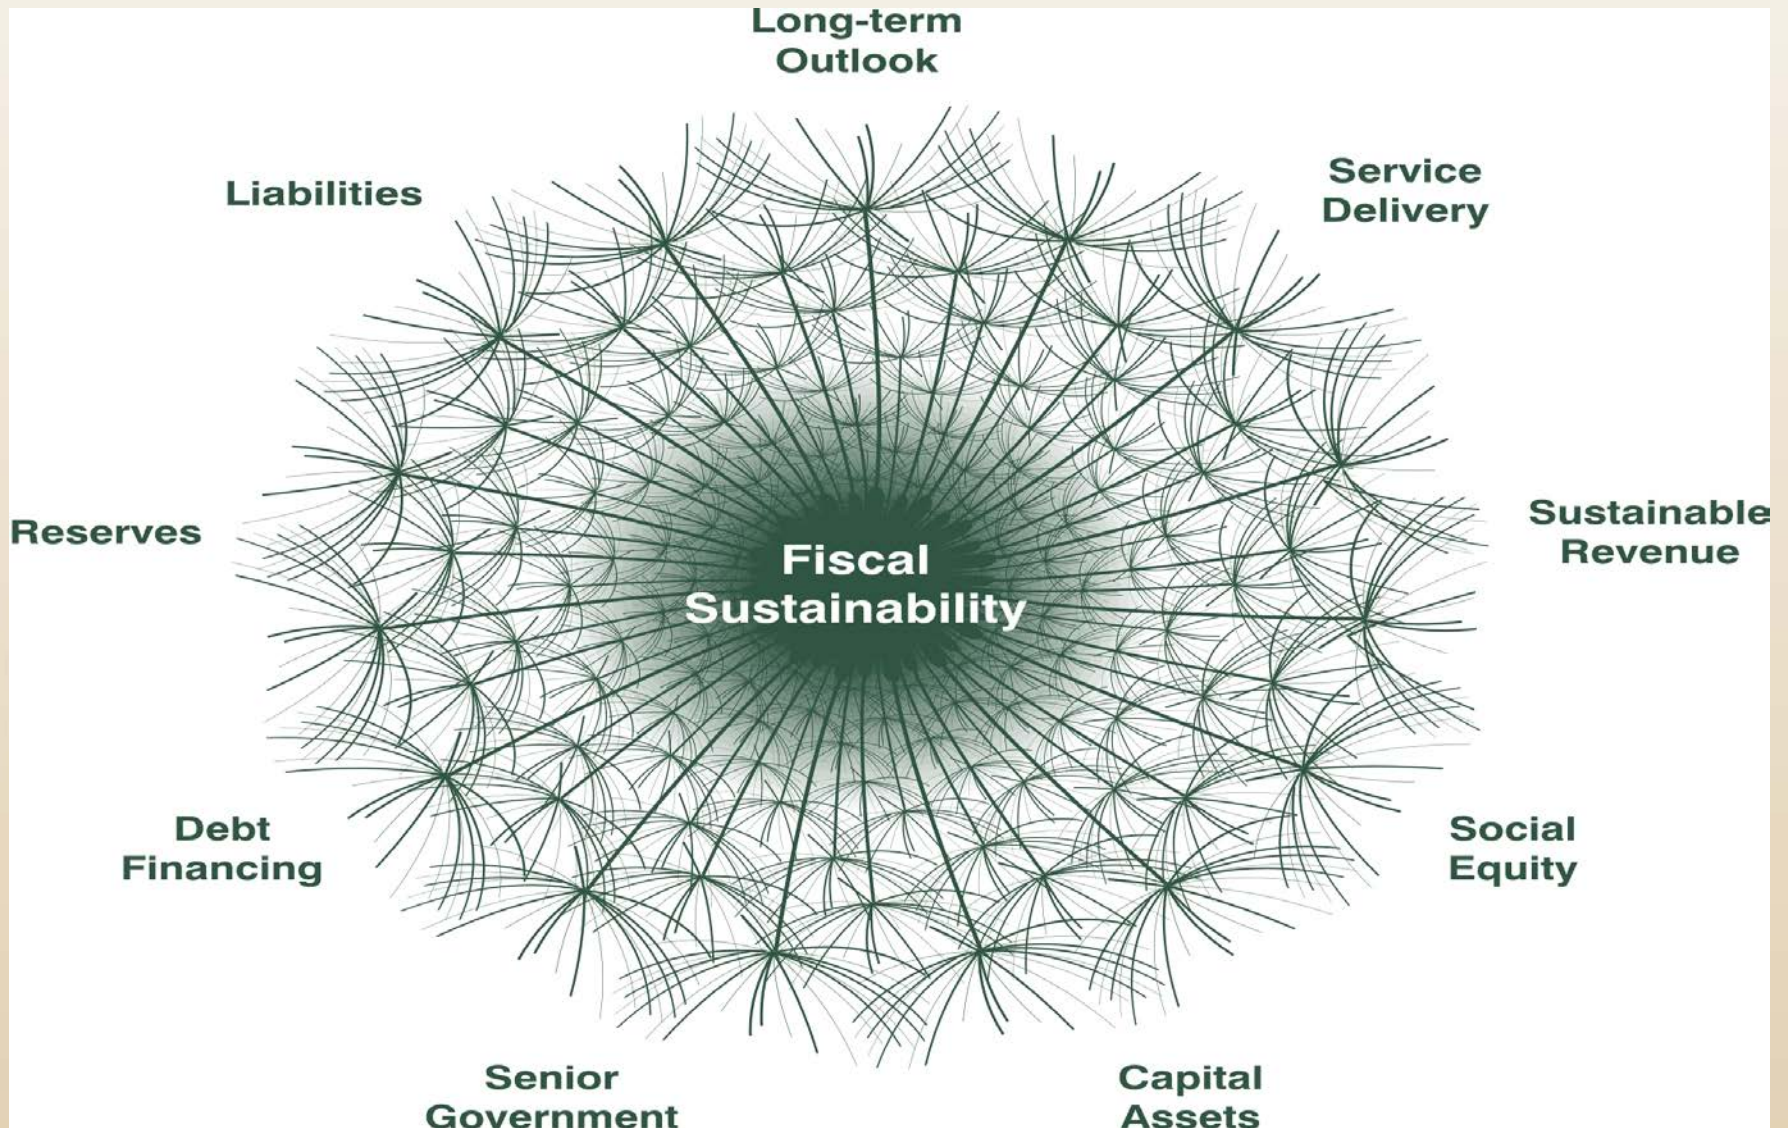 Long-term
Outlook
Liabilities
Service
Delivery
Reserves
Sustainable
Revenue
Fiscal
Sustainability
Debt
Financing
Social
Equity
Senior
Government
Capital
Assets